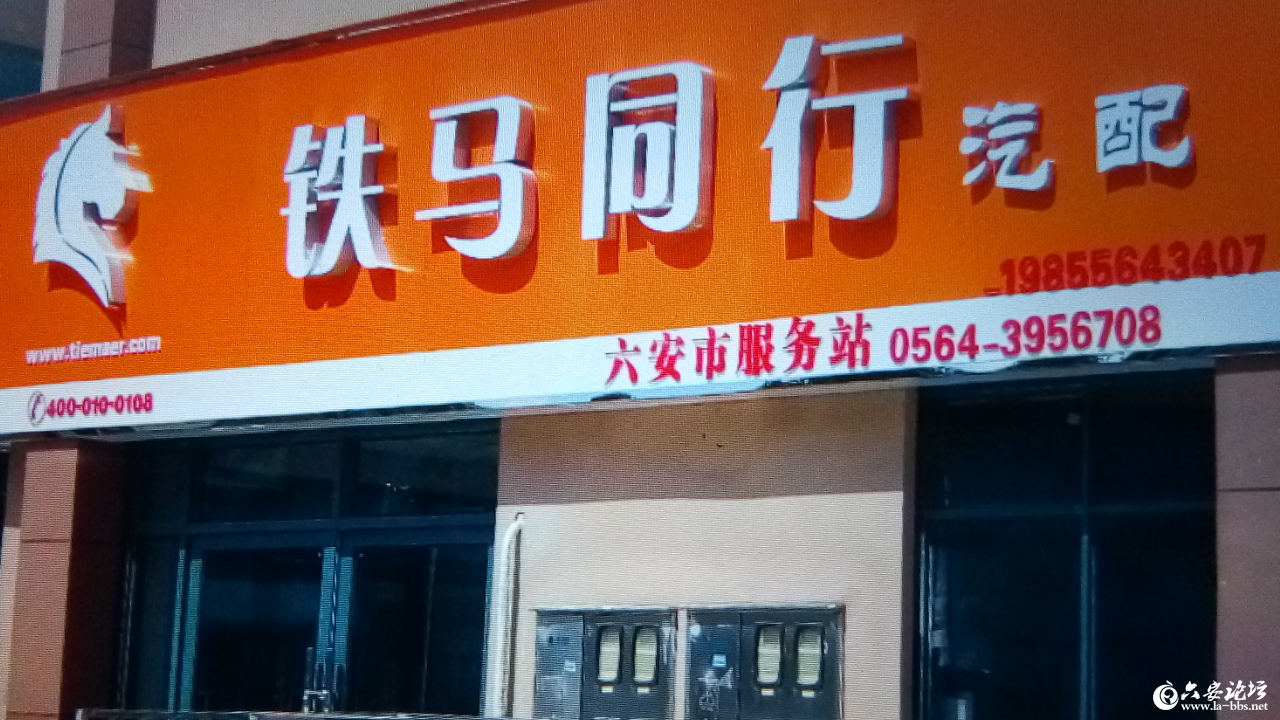 铁马同行 汽配
www.tiemaer.com
19855643407
六安市服务站 0564-3956708
400-010-0108
六安论坛
www.la-bbs.net